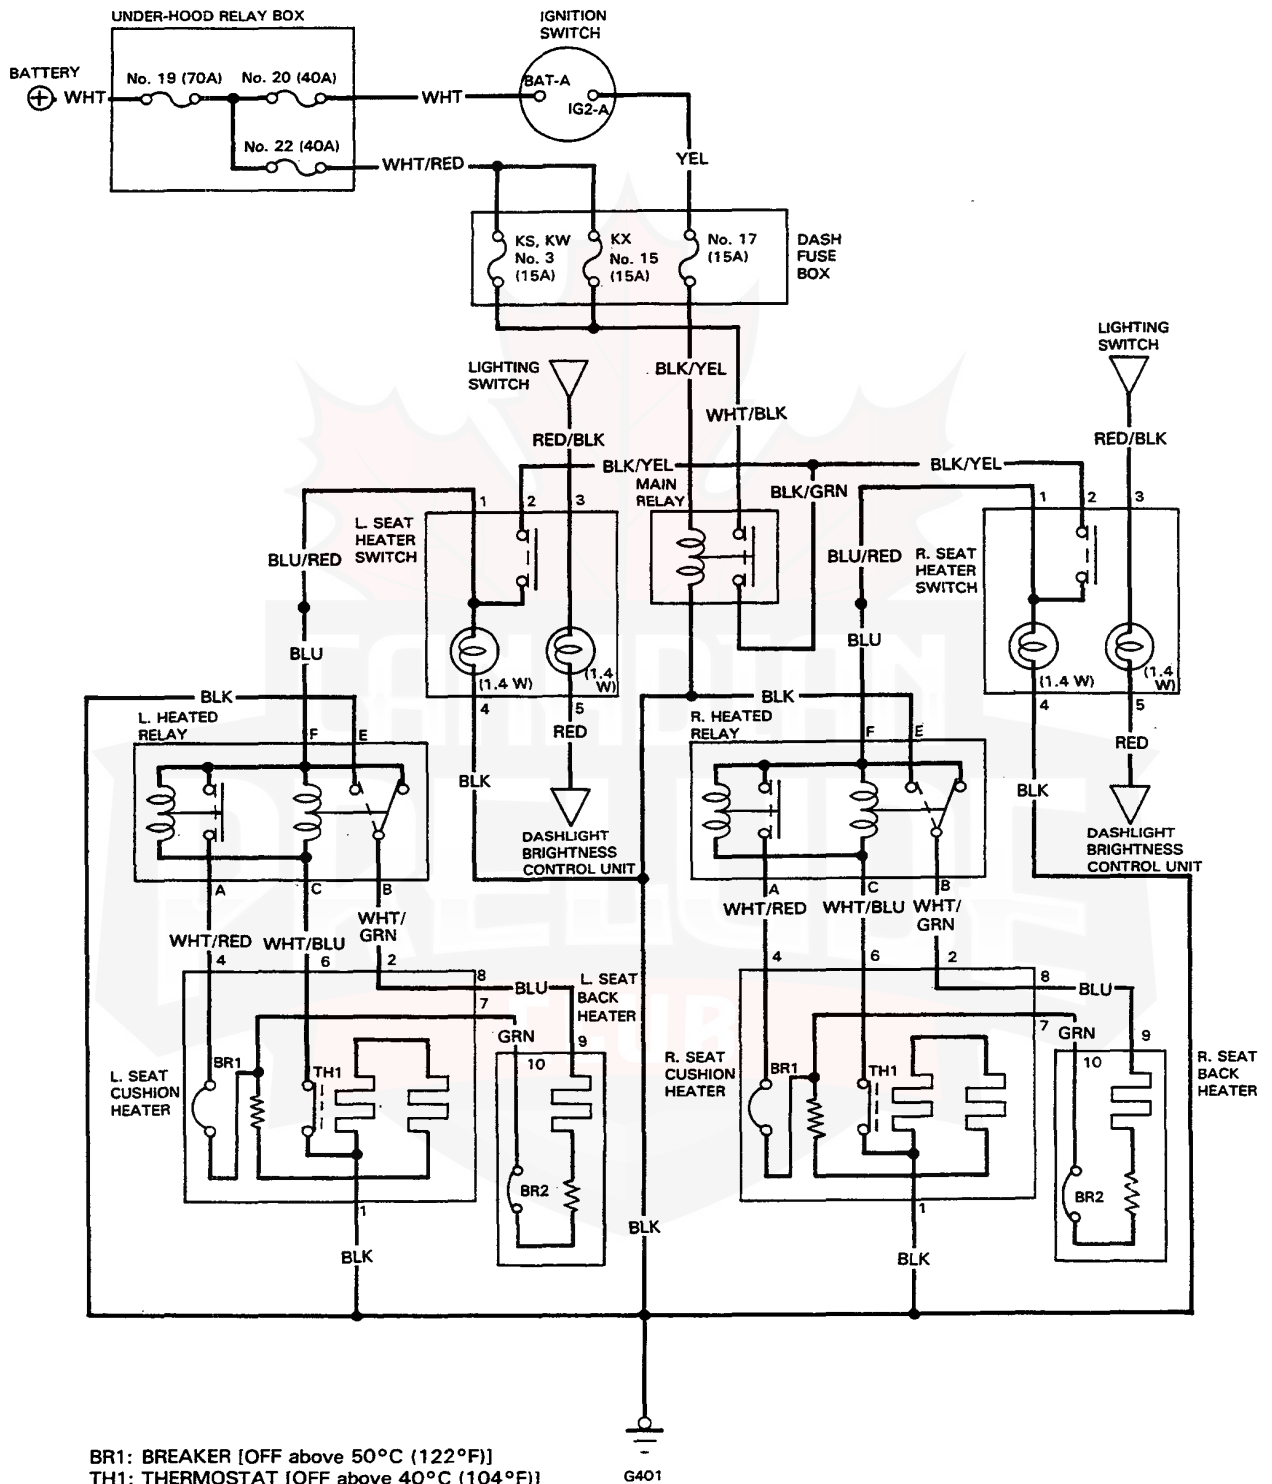 UNDER-HOOD RELAY BOX
IGNITION
SWITCH
BATTERY
WHT
No. 19 (70A)
No. 20 (40A)
WHT
BAT-A
IG2-A
No. 22 (40A)
WHT/RED
YEL
KS, KW
No. 3
(15A)
KX
No. 15
(15A)
No. 17
(15A)
DASH
FUSE
BOX
LIGHTING
SWITCH
LIGHTING
SWITCH
BLK/YEL
WHT/BLK
RED/BLK
RED/BLK
BLK/YEL
BLK/YEL
MAIN
RELAY
BLK/GRN
1
2
3
1
2
3
L. SEAT
HEATER
SWITCH
BLU/RED
BLU/RED
R. SEAT
HEATER
SWITCH
BLU
BLU
(1.4 W)
(1.4
W)
(1.4 W)
(1.4
W)
BLK
4
5
BLK
4
5
L. HEATED
RELAY
R. HEATED
RELAY
F
E
RED
F
E
RED
BLK
BLK
DASHLIGHT
BRIGHTNESS
CONTROL UNIT
DASHLIGHT
BRIGHTNESS
CONTROL UNIT
A
C
B
A
C
B
WHT/RED
WHT/BLU
WHT/
GRN
WHT/RED
WHT/BLU
WHT/
GRN
4
6
2
4
6
2
8
BLU
L. SEAT
BACK
HEATER
8
BLU
7
GRN
9
7
GRN
9
10
10
L. SEAT
CUSHION
HEATER
BR1
TH1
R. SEAT
CUSHION
HEATER
BR1
TH1
R. SEAT
BACK
HEATER
BR2
BR2
1
1
BLK
BLK
BLK
CANADIAN
PRELUDE
CLUB
BR1: BREAKER [OFF above 50°C (122°F)]
TH1: THERMOSTAT [OFF above 40°C (104°F)]
G401